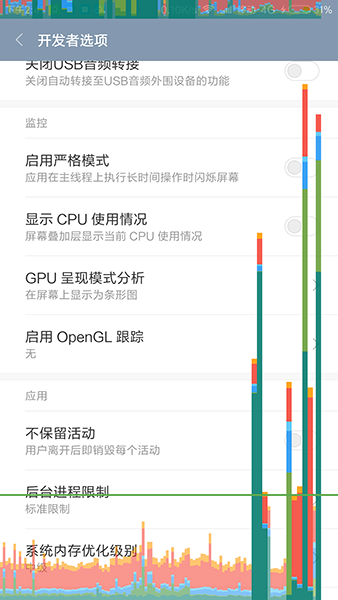 开发者选项
关闭USB音频转接
关闭自动转接至USB音频外围设备的功能
监控
启用严格模式
应用在主线程上执行长时间操作时闪烁屏幕
显示 CPU 使用情况
屏幕叠加层显示当前 CPU 使用情况
GPU 呈现模式分析
在屏幕上显示为条形图
启用 OpenGL 跟踪
无
应用
不保留活动
用户离开后即销毁每个活动
后台进程限制
标准限制
系统内存优化级别
中级